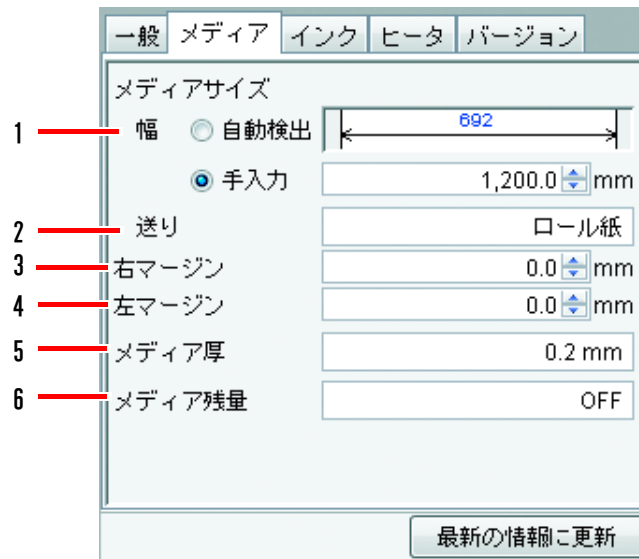 一般 メディア インク ヒータ バージョン
メディアサイズ
1 幅 自動検出 692
手入力 1,200.0 mm
2 送り ロール紙
3 右マージン 0.0 mm
4 左マージン 0.0 mm
5 メディア厚 0.2 mm
6 メディア残量 OFF
最新の情報に更新